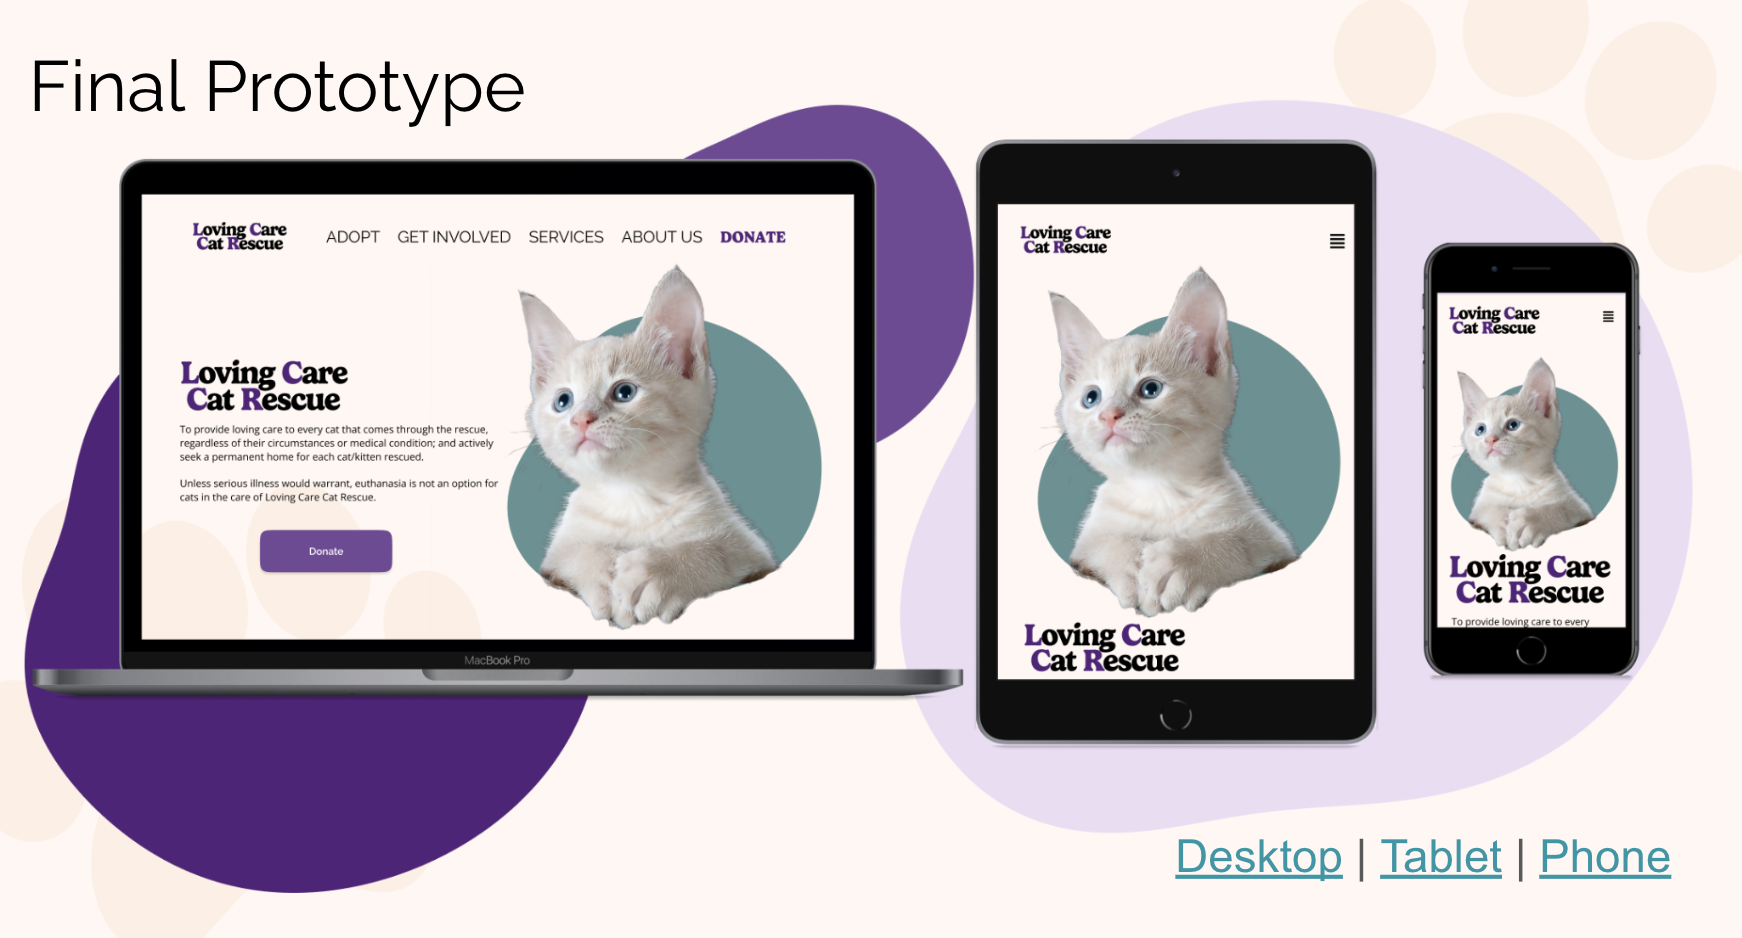 Final Prototype
Loving Care
Cat Rescue
ADOPT GET INVOLVED SERVICES ABOUT US DONATE
Loving Care
Cat Rescue
To provide loving care to every cat that comes through the rescue,
regardless of their circumstances or medical condition; and actively
seek a permanent home for each cat/kitten rescued.
Unless serious illness would warrant, euthanasia is not an option for
cats in the care of Loving Care Cat Rescue.
Donate
MacBook Pro
Loving Care
Cat Rescue
Loving Care
Cat Rescue
Loving Care
Cat Rescue
Loving Care
Cat Rescue
To provide loving care to every
Desktop | Tablet | Phone